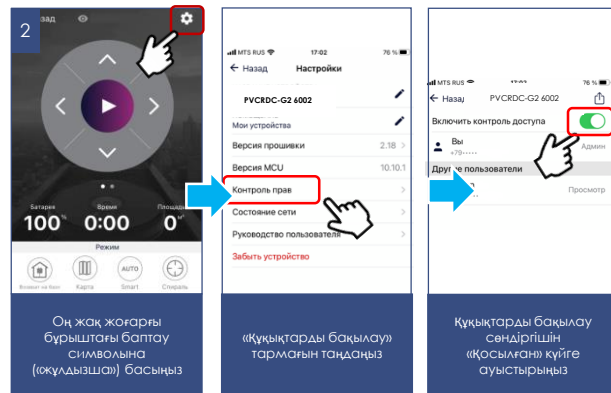 2
зад
Батарея
Время
Площадь
100%
0:00
0
Режим
AUTO
Карта
Smart
Спираль
Оң жақ жоғарғы
бұрыштағы баптау
символына
(«жұлдызша») басыңыз
MTS RUS
17:02
76 %
← Назад
Настройки
PVCRDC-G2 6002
Мои устройства
Версия прошивки
2.18 >
Версия MCU
10.10.1
Контроль прав
>
Состояние сети
>
Руководство пользователя
>
Забыть устройство
«Құқықтарды бақылау»
тармағын таңдаңыз
MTS RUS
17:02
76 %
← Назад
PVCRDC-G2 6002
Включить контроль доступа
Вы
+79
Админ
Другие пользователи
Просмотр
Құқықтарды бақылау
сөндіргішін
«Қосылған» күйге
ауыстырыңыз